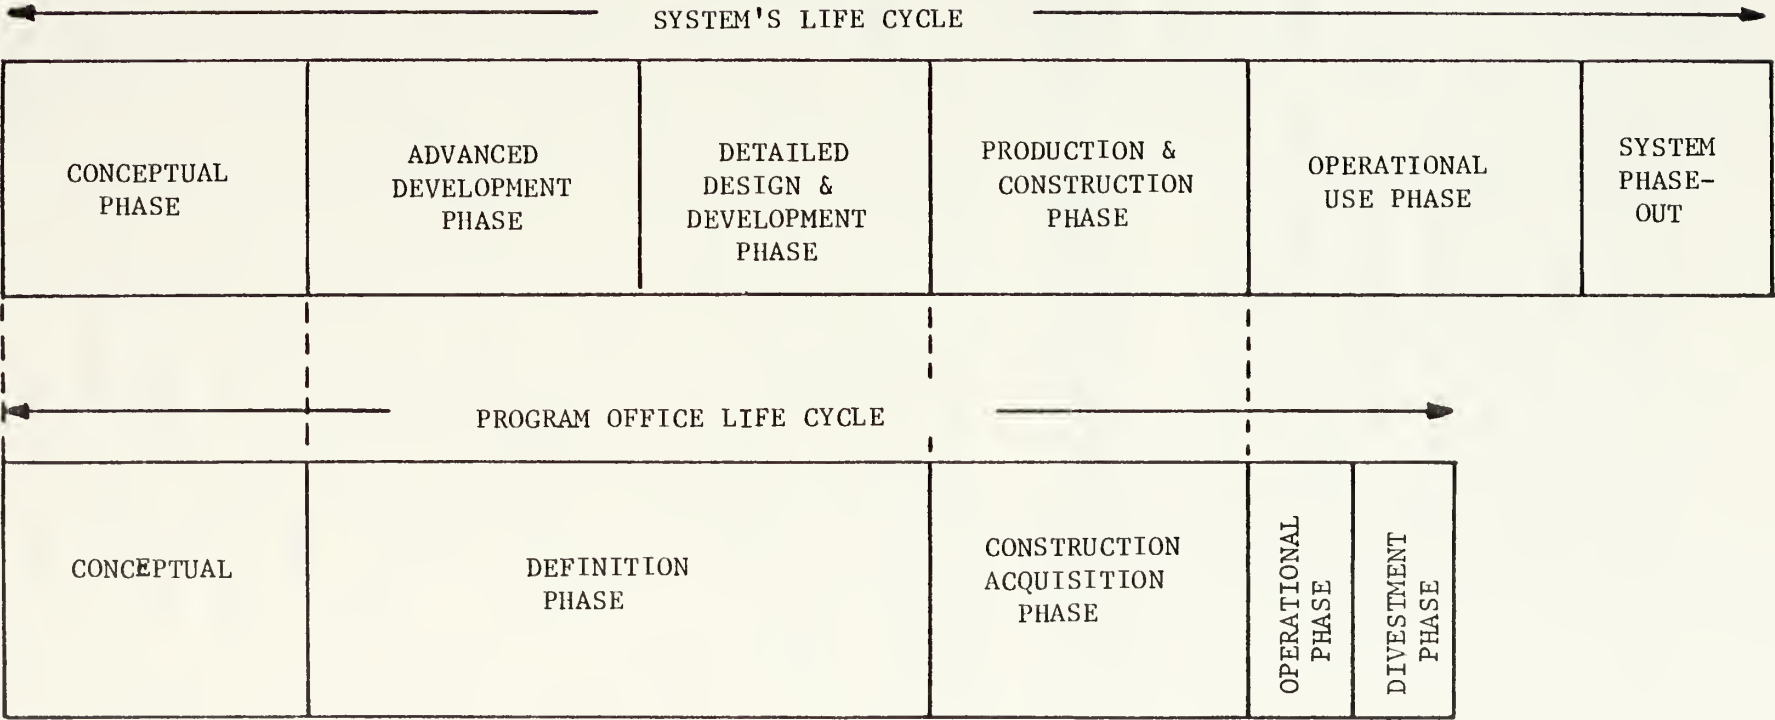 SYSTEM'S LIFE CYCLE
CONCEPTUAL
PHASE
ADVANCED
DEVELOPMENT
PHASE
DETAILED
DESIGN &
DEVELOPMENT
PHASE
PRODUCTION &
CONSTRUCTION
PHASE
OPERATIONAL
USE PHASE
SYSTEM
PHASE-
OUT
PROGRAM OFFICE LIFE CYCLE
CONCEPTUAL
DEFINITION
PHASE
CONSTRUCTION
ACQUISITION
PHASE
OPERATIONAL
PHASE
DIVESTMENT
PHASE